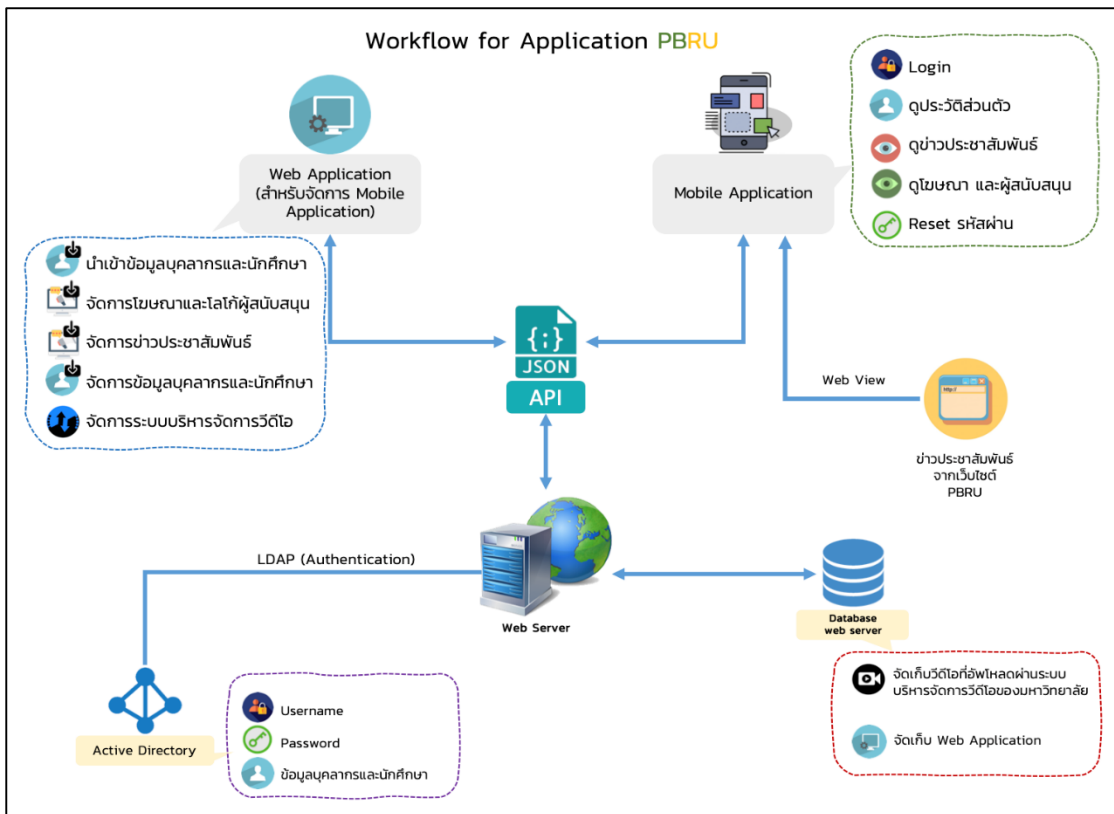 Workflow for Application PBRU
Web Application
(สำหรับจัดการ Mobile
Application)
นำเข้าข้อมูลบุคลากรและนักศึกษา
จัดการโฆษณาและโลโก้ผู้สนับสนุน
จัดการข่าวประชาสัมพันธ์
จัดการข้อมูลบุคลากรและนักศึกษา
จัดการระบบบริหารจัดการวีดีโอ
Mobile Application
Login
ดูประวัติส่วนตัว
ดูข่าวประชาสัมพันธ์
ดูโฆษณา และผู้สนับสนุน
Reset รหัสผ่าน
{;}
JSON
API
Web View
http://
ข่าวประชาสัมพันธ์
จากเว็บไซต์
PBRU
LDAP (Authentication)
Web Server
Database
web server
จัดเก็บวีดีโอที่อัพโหลดผ่านระบบ
บริหารจัดการวีดีโอของมหาวิทยาลัย
จัดเก็บ Web Application
Active Directory
Username
Password
ข้อมูลบุคลากรและนักศึกษา